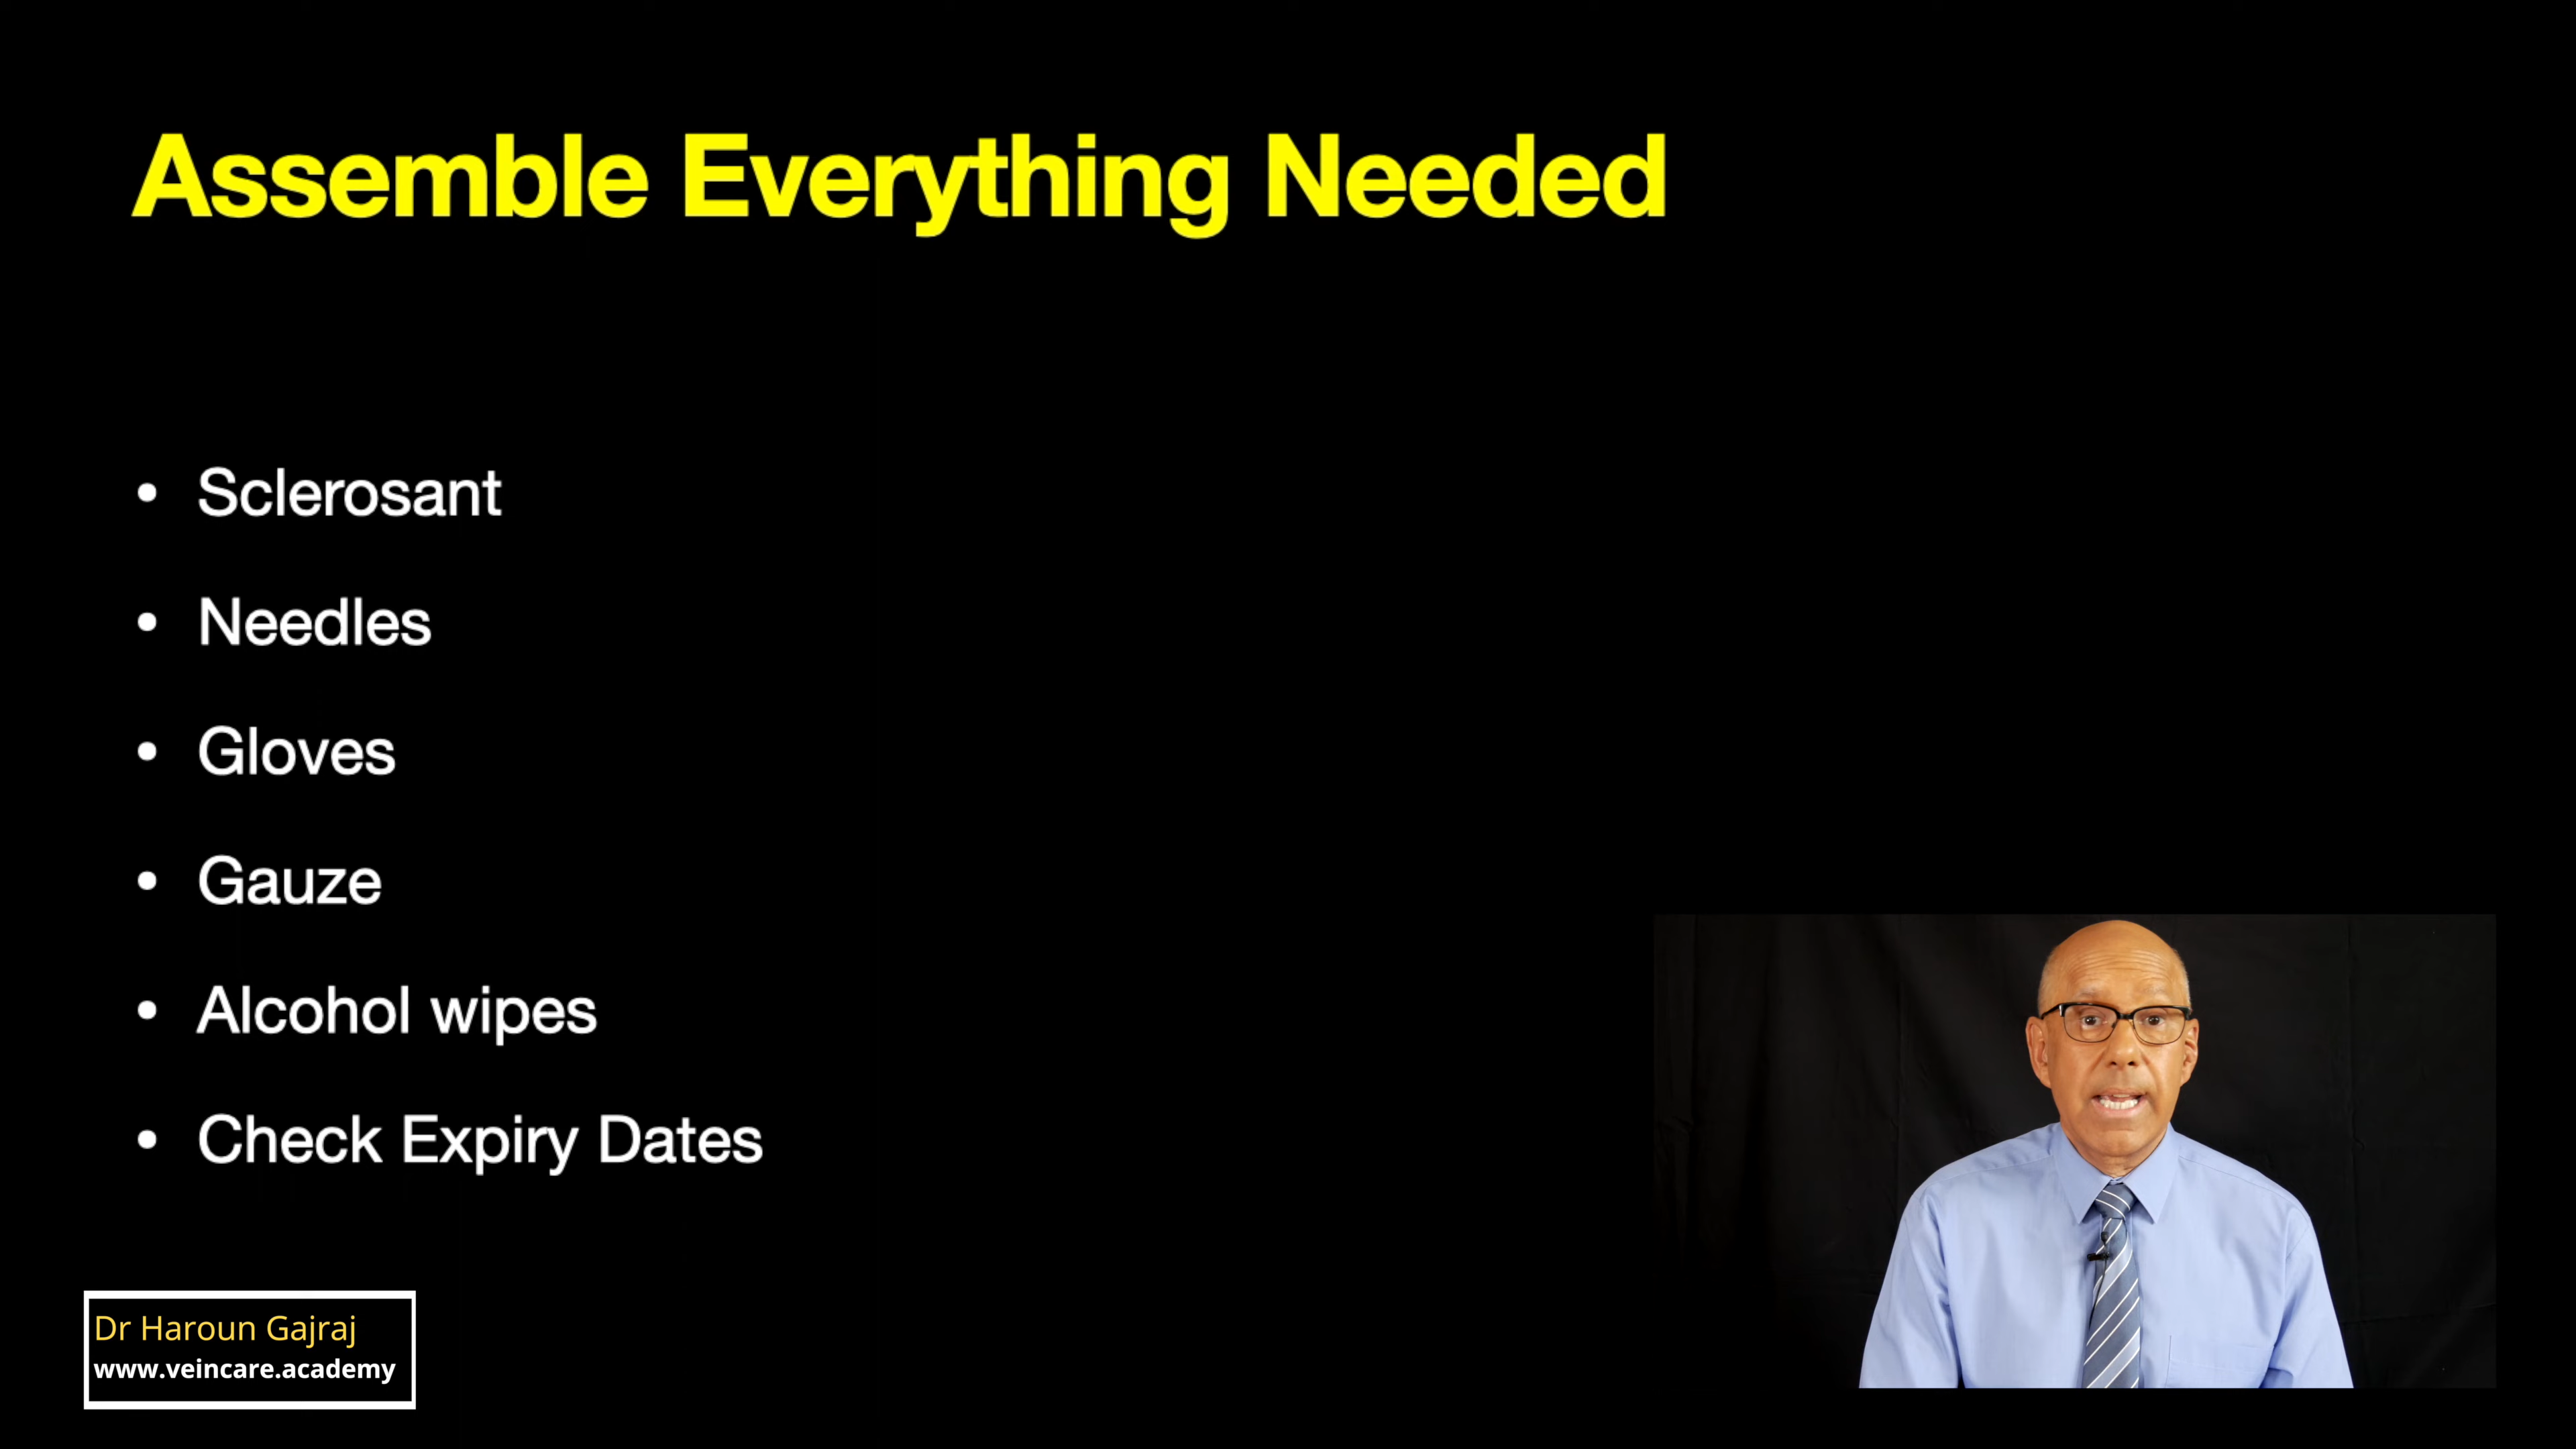 Assemble Everything Needed
• Sclerosant
• Needles
• Gloves
• Gauze
• Alcohol wipes
• Check Expiry Dates
Dr Haroun Gajraj
www.veincare.academy